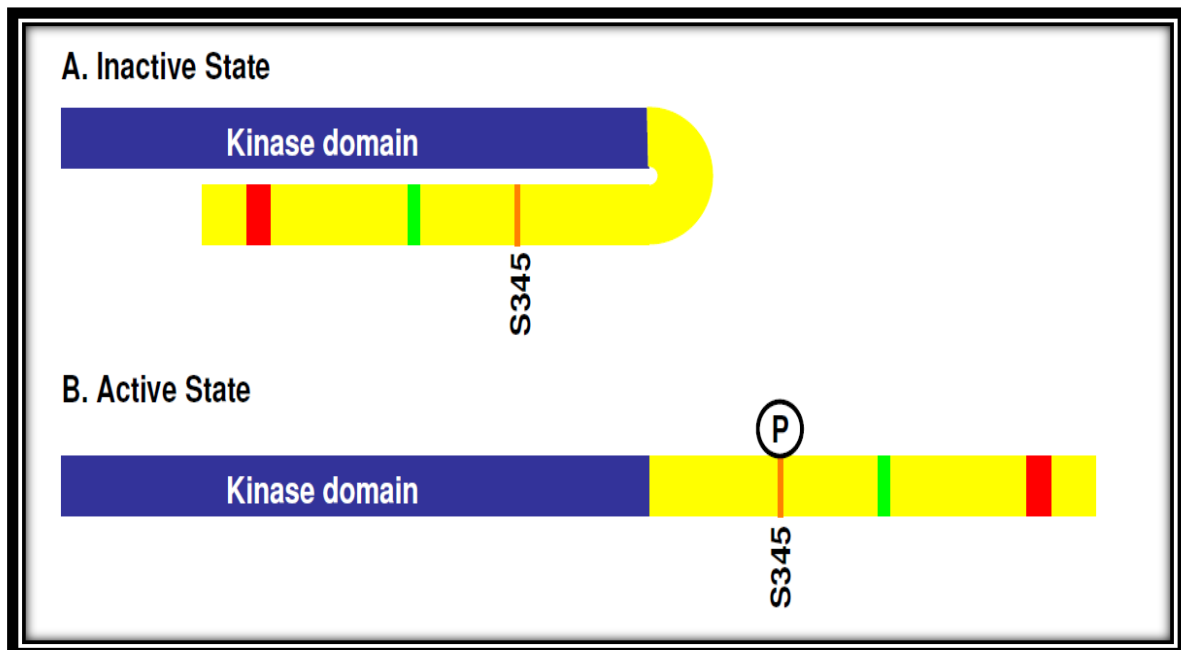 A. Inactive State
Kinase domain
S345
B. Active State
P
Kinase domain
S345